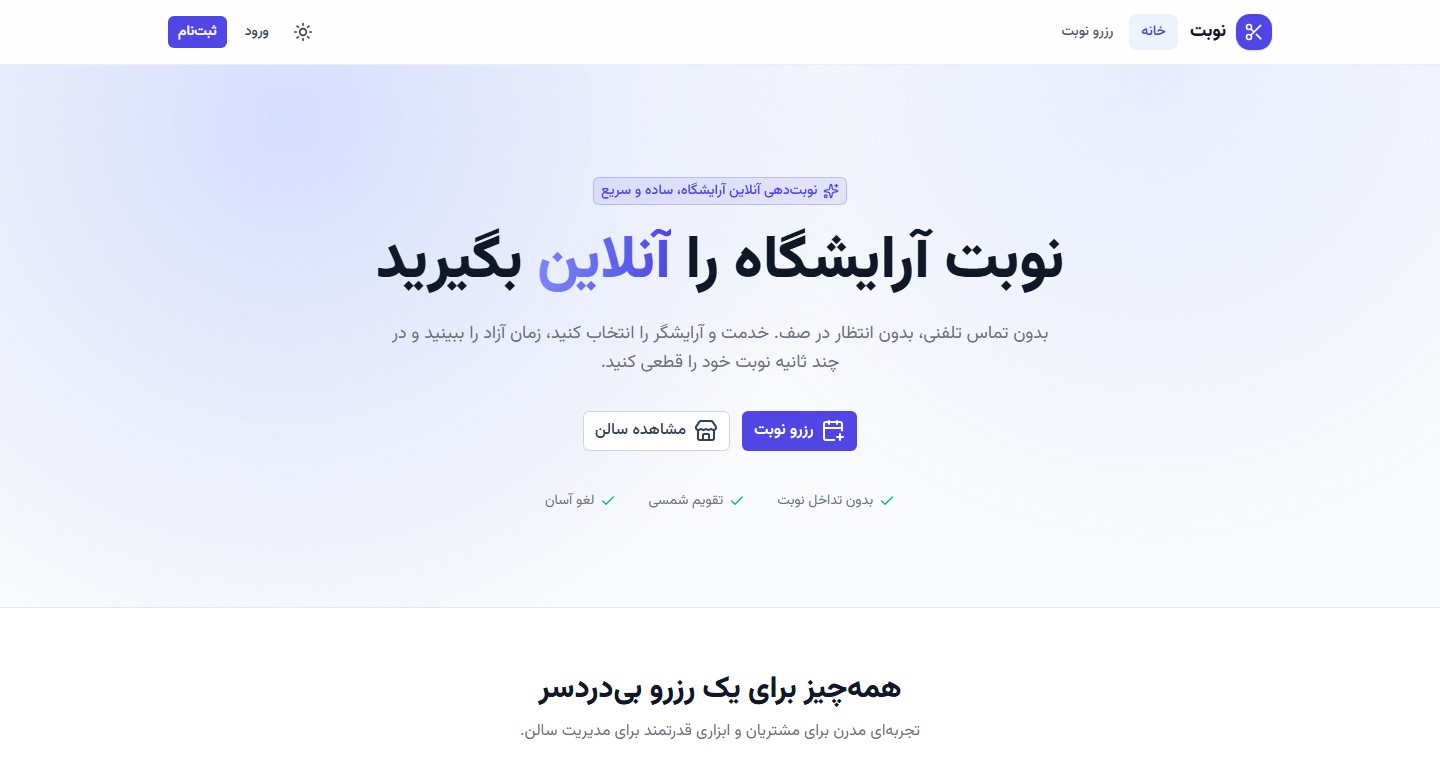 نوبت
خانه
رزرو نوبت
ورود
ثبت‌نام
نوبت‌دهی آنلاین آرایشگاه، ساده و سریع
نوبت آرایشگاه را آنلاین بگیرید
بدون تماس تلفنی، بدون انتظار در صف. خدمت و آرایشگر را انتخاب کنید، زمان آزاد را ببینید و در
چند ثانیه نوبت خود را قطعی کنید.
رزرو نوبت
مشاهده سالن
بدون تداخل نوبت
تقویم شمسی
لغو آسان
همه‌چیز برای یک رزرو بی‌دردسر
تجربه‌ای مدرن برای مشتریان و ابزاری قدرتمند برای مدیریت سالن.